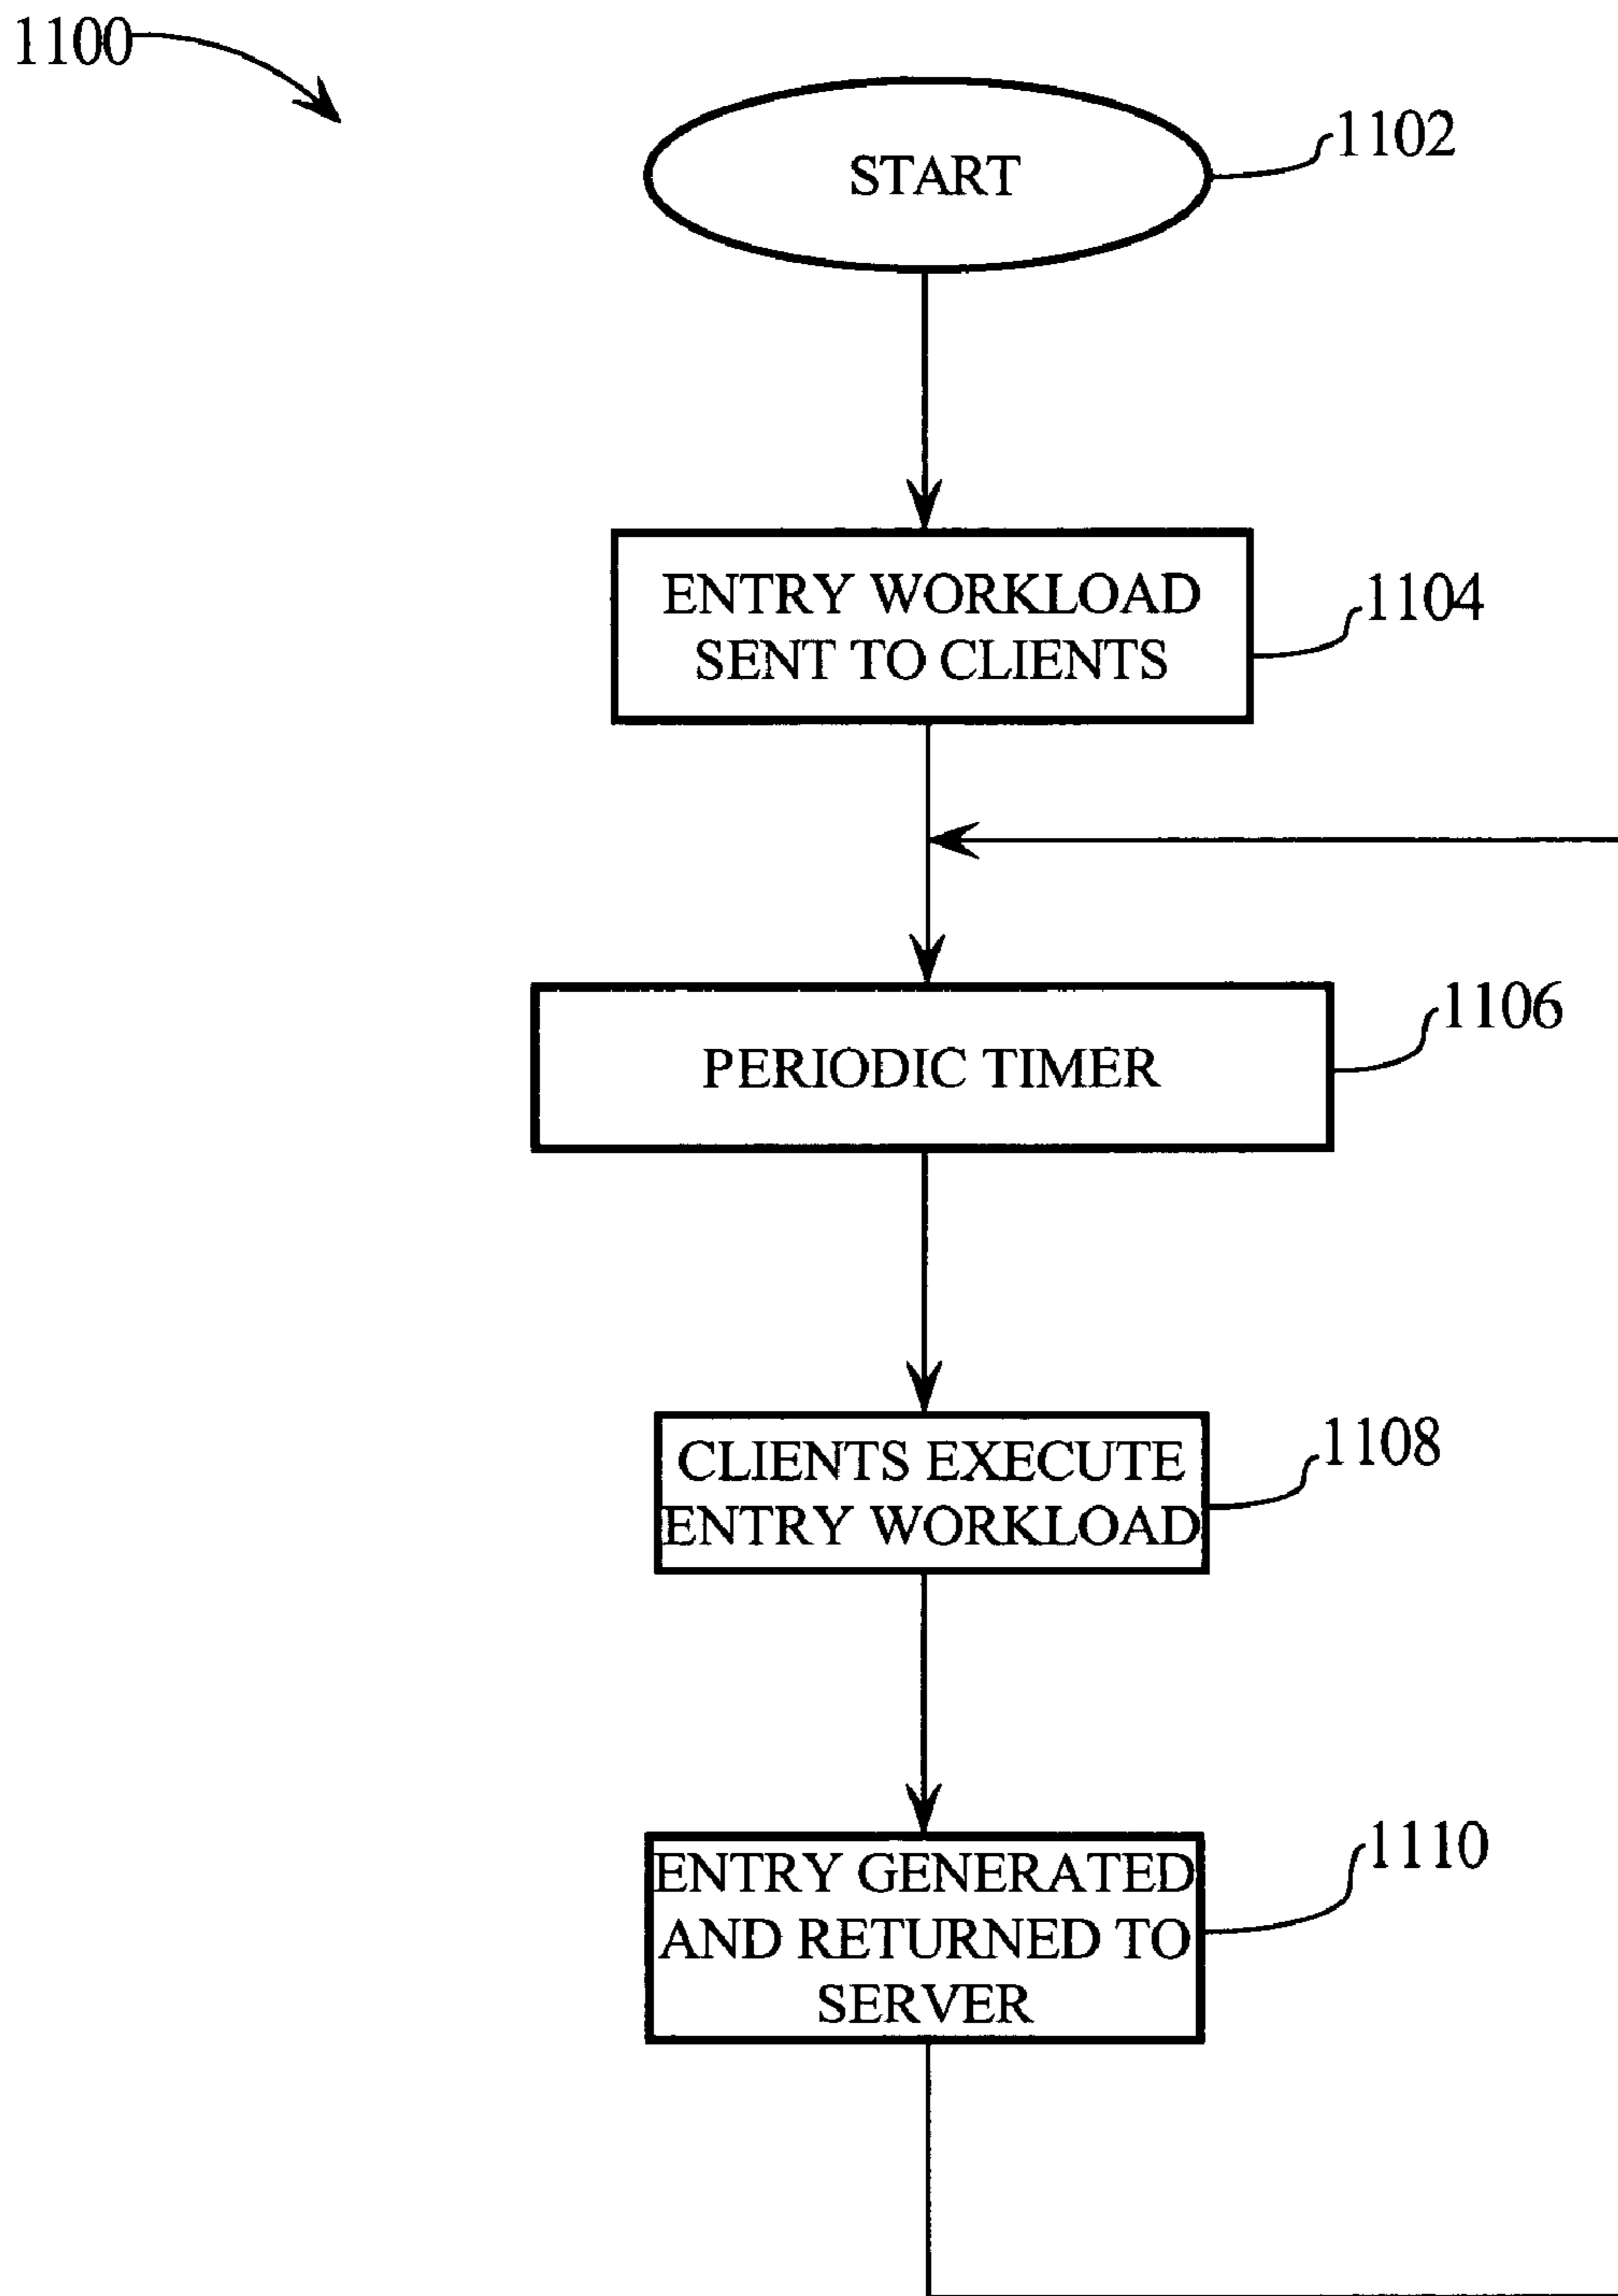 1100
START
1102
ENTRY WORKLOAD
SENT TO CLIENTS
1104
PERIODIC TIMER
1106
CLIENTS EXECUTE
ENTRY WORKLOAD
1108
ENTRY GENERATED
AND RETURNED TO
SERVER
1110